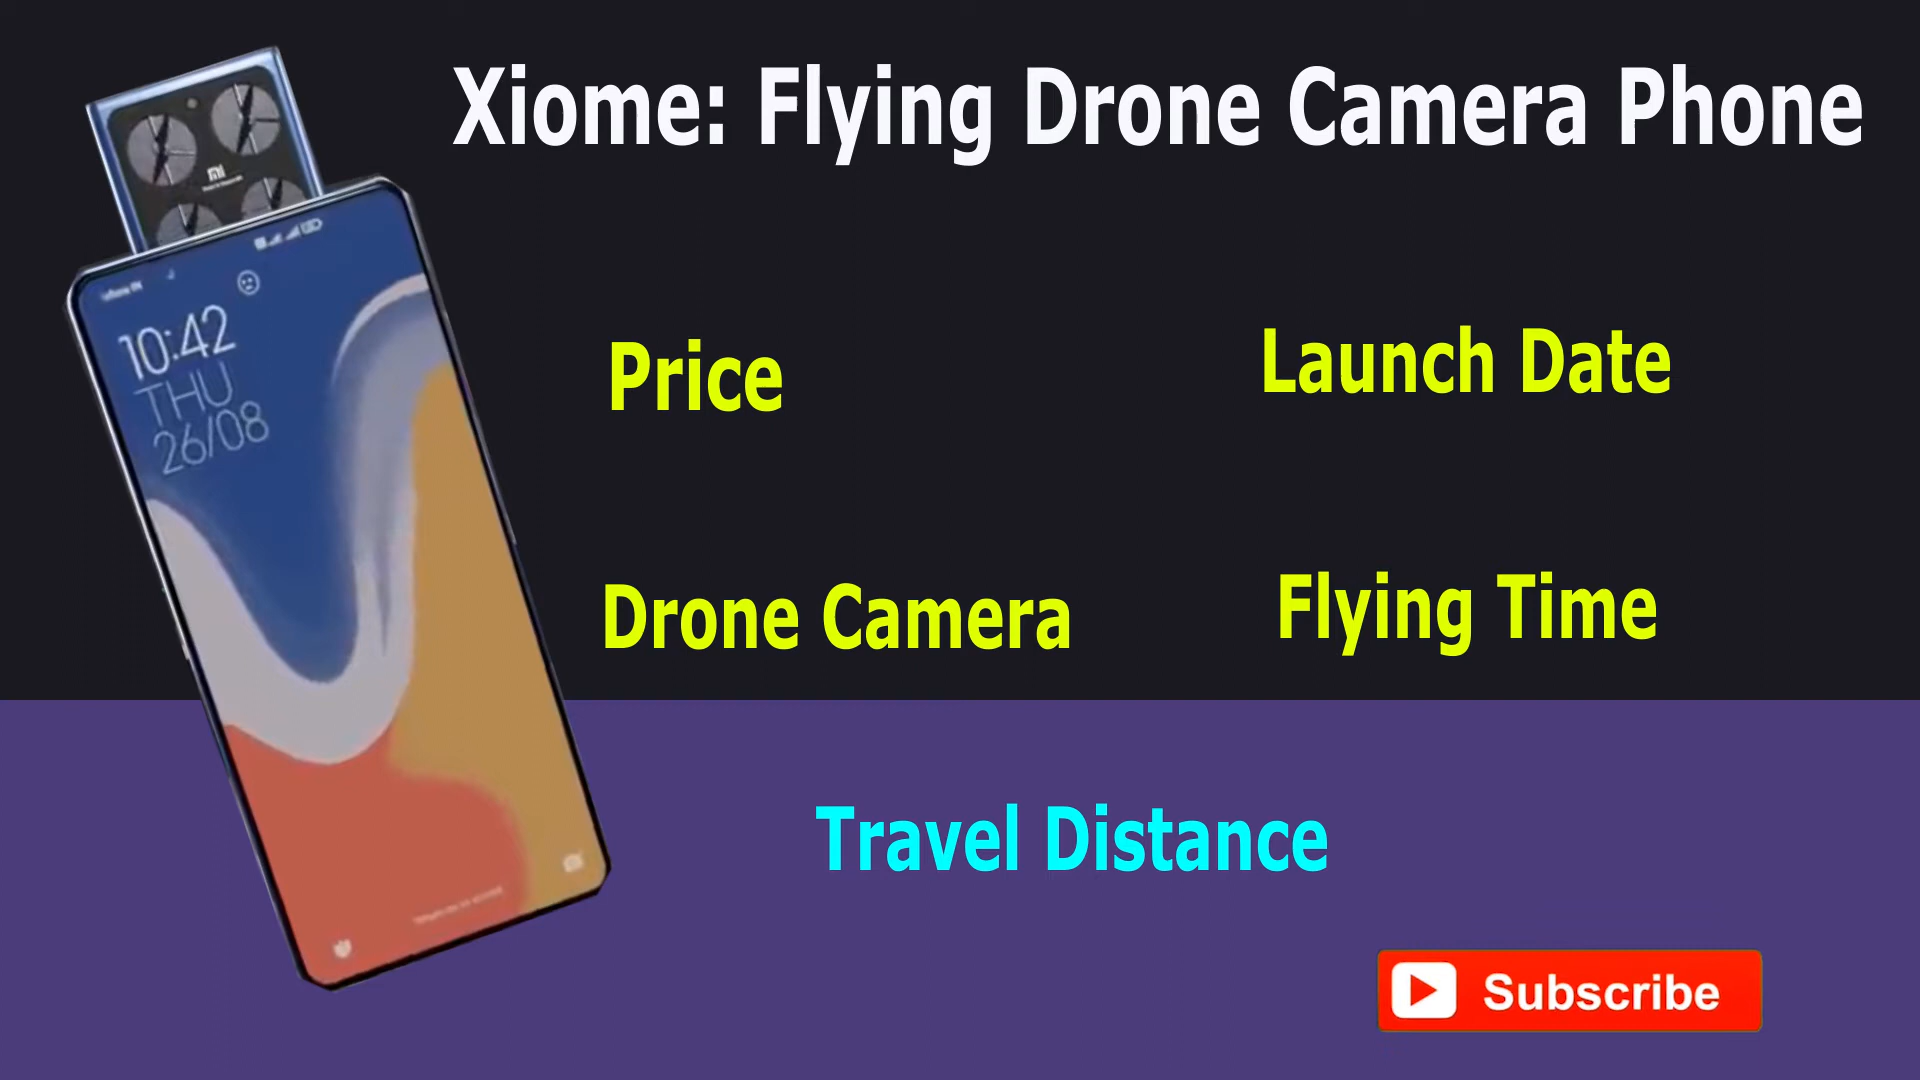 Xiome: Flying Drone Camera Phone
mi
10:42
THU
26/08
Price
Launch Date
Drone Camera
Flying Time
Travel Distance
Subscribe